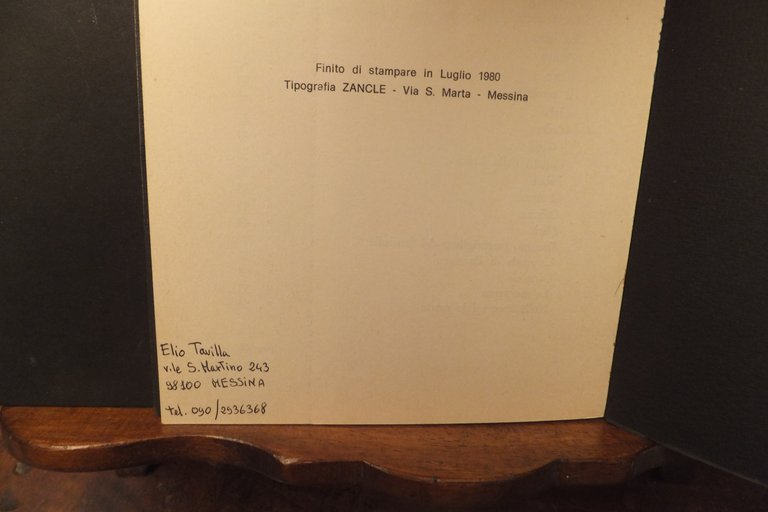 Finito di stampare in Luglio 1980
Tipografia ZANCLE - Via S. Marta - Messina
Elio Tavilla
v.le S. Martino 243
98100 MESSINA
tel. 090/2936368